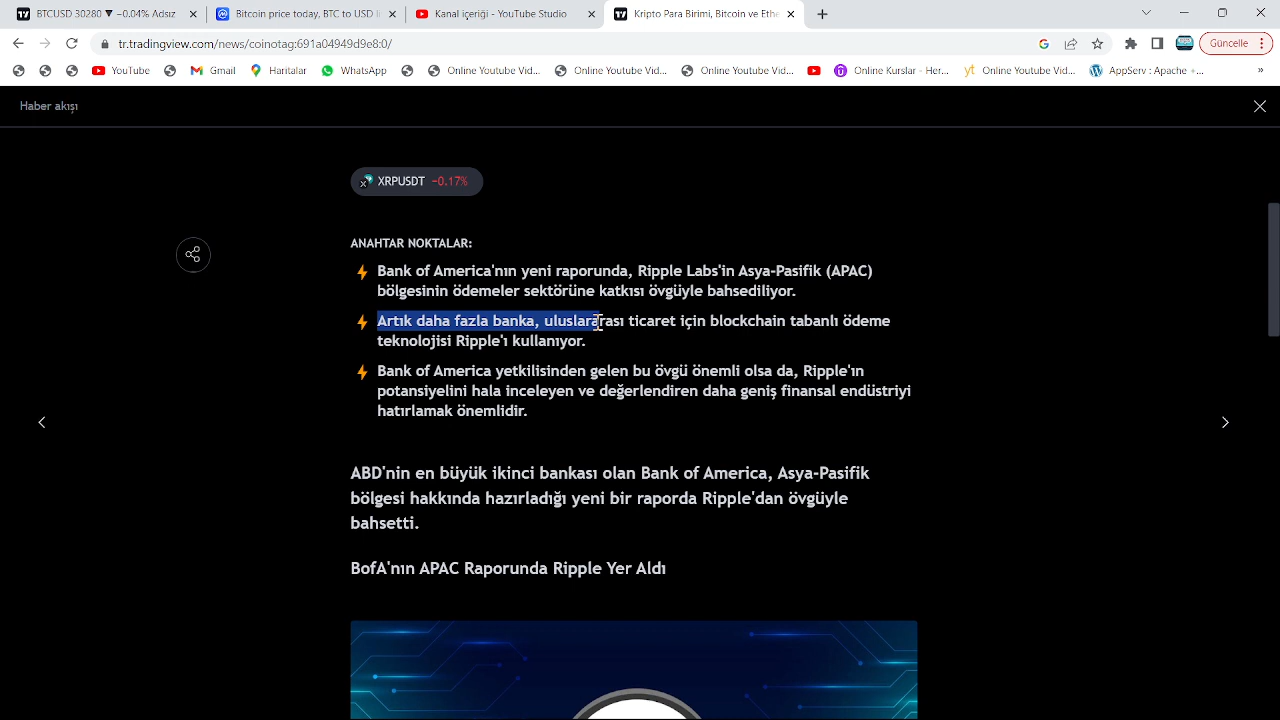 BTCUSD 30280 ▼ −0.04% Adsız
Bitcoin price today, BTC to USD li
Kanal içeriği - YouTube Studio
Kripto Para Birimi, Bitcoin ve Ethe
tr.tradingview.com/news/coinotag:691a04949d9e8:0/
Güncelle
YouTube
Gmail
Haritalar
WhatsApp
Online Youtube Vid...
Online Youtube Vid...
Online Youtube Vid...
Online Kurslar - Her...
Online Youtube Vid...
AppServ : Apache +...
»
Haber akışı
XRPUSDT −0.17%
ANAHTAR NOKTALAR:
Bank of America'nın yeni raporunda, Ripple Labs'in Asya-Pasifik (APAC)
bölgesinin ödemeler sektörüne katkısı övgüyle bahsediliyor.
Artık daha fazla banka, uluslararası ticaret için blockchain tabanlı ödeme
teknolojisi Ripple'ı kullanıyor.
Bank of America yetkilisinden gelen bu övgü önemli olsa da, Ripple'ın
potansiyelini hala inceleyen ve değerlendiren daha geniş finansal endüstriyi
hatırlamak önemlidir.
ABD'nin en büyük ikinci bankası olan Bank of America, Asya-Pasifik
bölgesi hakkında hazırladığı yeni bir raporda Ripple'dan övgüyle
bahsetti.
BofA'nın APAC Raporunda Ripple Yer Aldı